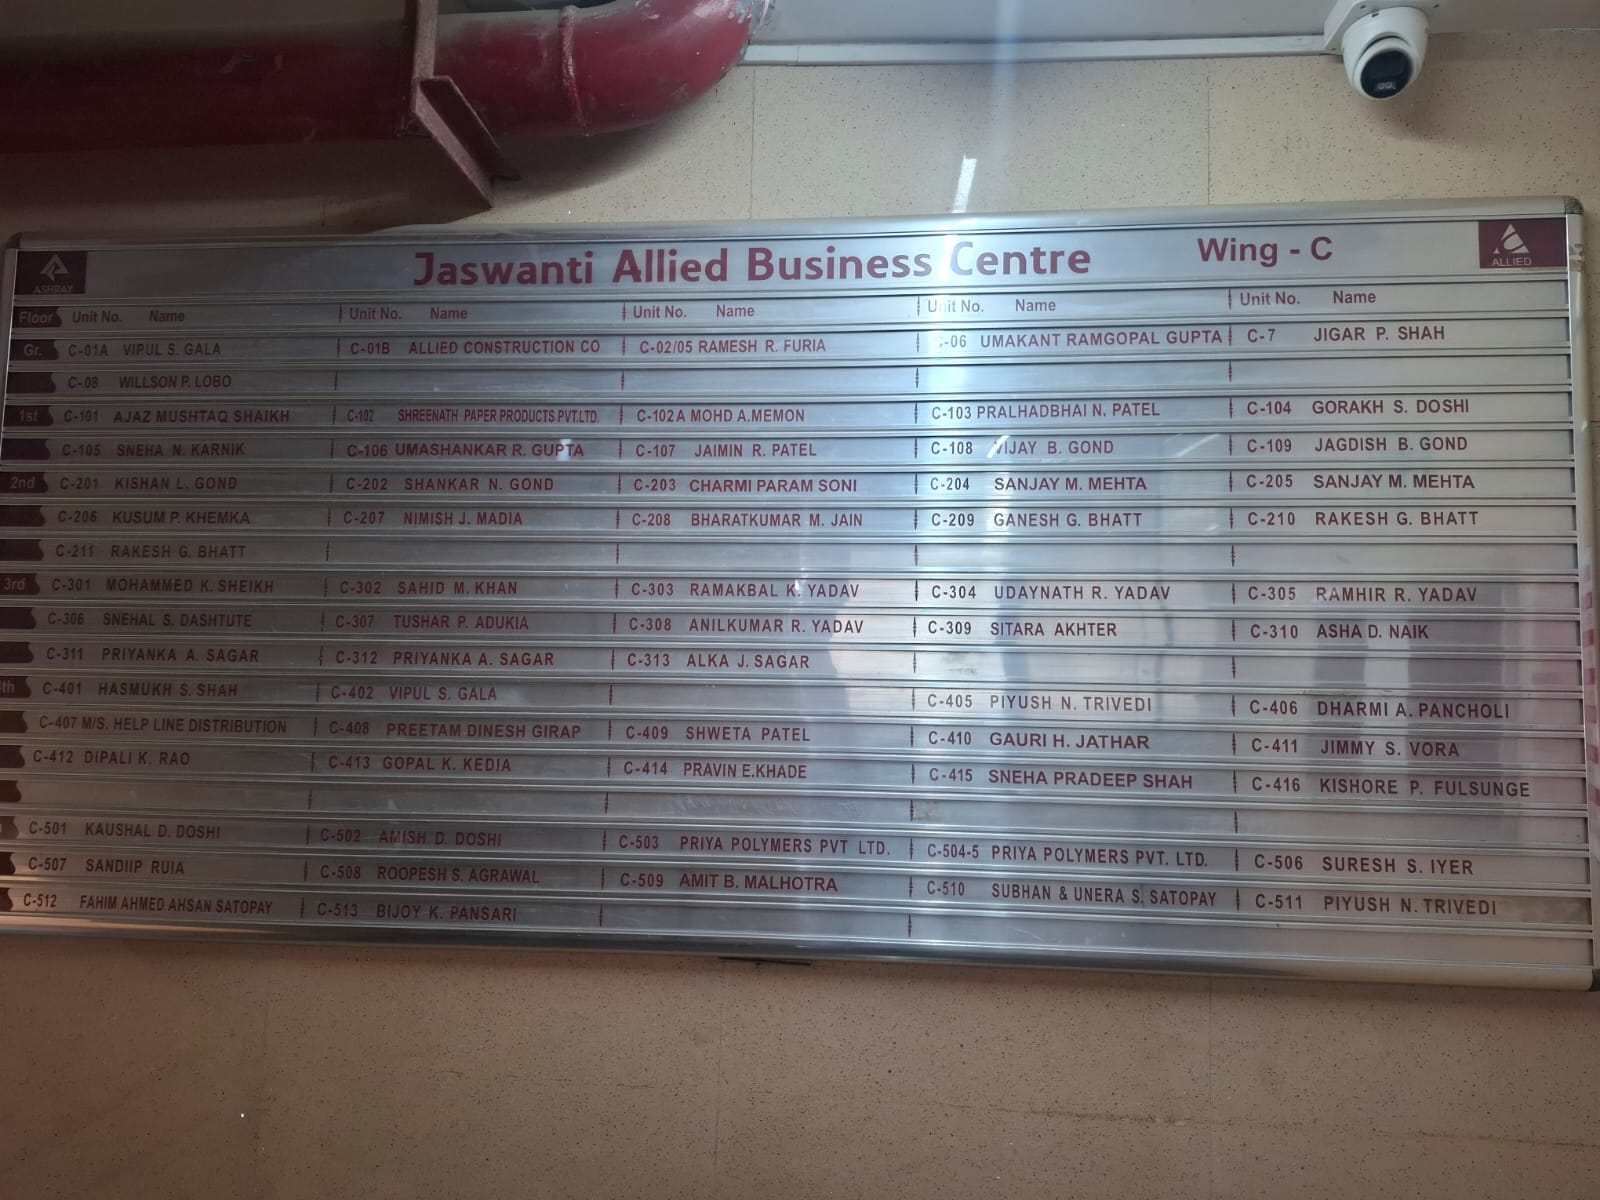 ASHRAY Jaswanti Allied Business Centre Wing - C ALLIED
Floor Unit No. Name Unit No. Name Unit No. Name Unit No. Name Unit No. Name
Gr. C-01A VIPUL S. GALA C-01B ALLIED CONSTRUCTION CO C-02/05 RAMESH R. FURIA C-06 UMAKANT RAMGOPAL GUPTA C-7 JIGAR P. SHAH
C-08 WILLSON P. LOBO
1st C-101 AJAZ MUSHTAQ SHAIKH C-102 SHREENATH PAPER PRODUCTS PVT.LTD. C-102A MOHD A.MEMON C-103 PRALHADBHAI N. PATEL C-104 GORAKH S. DOSHI
C-105 SNEHA N. KARNIK C-106 UMASHANKAR R. GUPTA C-107 JAIMIN R. PATEL C-108 VIJAY B. GOND C-109 JAGDISH B. GOND
2nd C-201 KISHAN L. GOND C-202 SHANKAR N. GOND C-203 CHARMI PARAM SONI C-204 SANJAY M. MEHTA C-205 SANJAY M. MEHTA
C-206 KUSUM P. KHEMKA C-207 NIMISH J. MADIA C-208 BHARATKUMAR M. JAIN C-209 GANESH G. BHATT C-210 RAKESH G. BHATT
C-211 RAKESH G. BHATT
3rd C-301 MOHAMMED K. SHEIKH C-302 SAHID M. KHAN C-303 RAMAKBAL K. YADAV C-304 UDAYNATH R. YADAV C-305 RAMHIR R. YADAV
C-306 SNEHAL S. DASHTUTE C-307 TUSHAR P. ADUKIA C-308 ANILKUMAR R. YADAV C-309 SITARA AKHTER C-310 ASHA D. NAIK
C-311 PRIYANKA A. SAGAR C-312 PRIYANKA A. SAGAR C-313 ALKA J. SAGAR
4th C-401 HASMUKH S. SHAH C-402 VIPUL S. GALA C-405 PIYUSH N. TRIVEDI C-406 DHARMI A. PANCHOLI
C-407 M/S. HELP LINE DISTRIBUTION C-408 PREETAM DINESH GIRAP C-409 SHWETA PATEL C-410 GAURI H. JATHAR C-411 JIMMY S. VORA
C-412 DIPALI K. RAO C-413 GOPAL K. KEDIA C-414 PRAVIN E.KHADE C-415 SNEHA PRADEEP SHAH C-416 KISHORE P. FULSUNGE
C-501 KAUSHAL D. DOSHI C-502 AMISH D. DOSHI C-503 PRIYA POLYMERS PVT LTD. C-504-5 PRIYA POLYMERS PVT. LTD. C-506 SURESH S. IYER
C-507 SANDIIP RUIA C-508 ROOPESH S. AGRAWAL C-509 AMIT B. MALHOTRA C-510 SUBHAN & UNERA S. SATOPAY C-511 PIYUSH N. TRIVEDI
C-512 FAHIM AHMED AHSAN SATOPAY C-513 BIJOY K. PANSARI